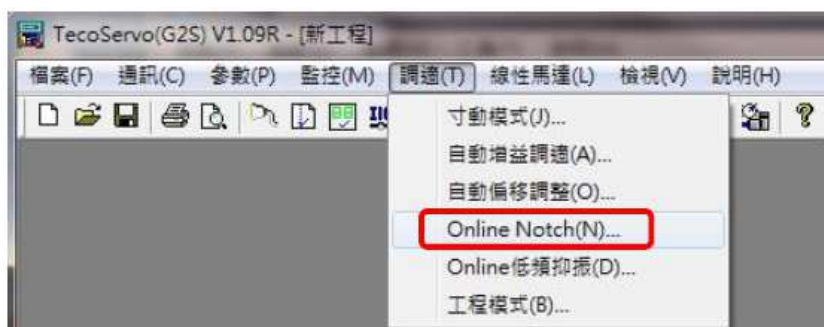 TecoServo(G2S) V1.09R - [新工程]
檔案(F) 通訊(C) 參數(P) 監控(M) 調適(T) 線性馬達(L) 檢視(V) 說明(H)
寸動模式(J)...
自動增益調適(A)...
自動偏移調整(O)...
Online Notch(N)...
Online低頻抑振(D)...
工程模式(B)...